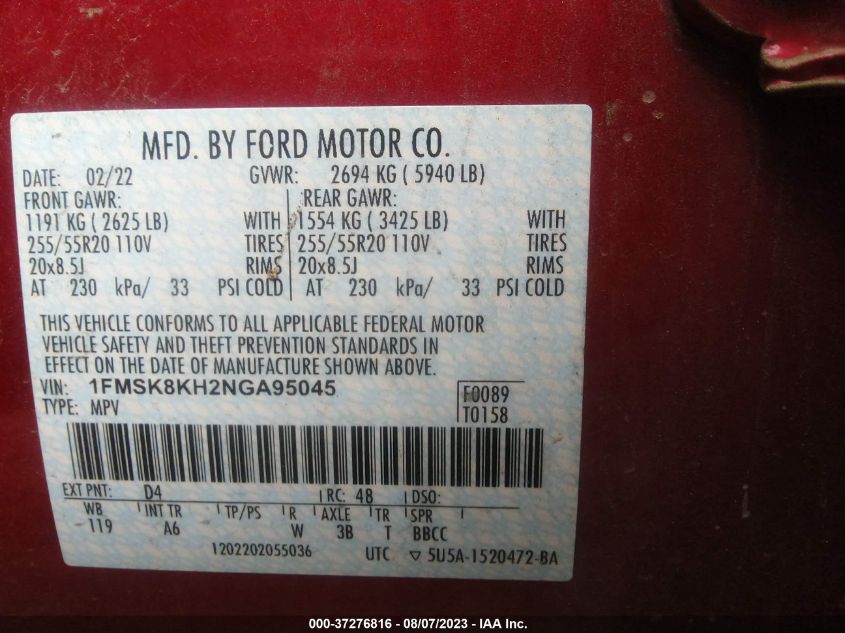 MFD. BY FORD MOTOR CO.
DATE: 02/22 GVWR: 2694 KG ( 5940 LB)
FRONT GAWR: REAR GAWR:
1191 KG ( 2625 LB) WITH 1554 KG ( 3425 LB) WITH
255/55R20 110V TIRES 255/55R20 110V TIRES
20x8.5J RIMS 20x8.5J RIMS
AT 230 kPa/ 33 PSI COLD AT 230 kPa/ 33 PSI COLD
THIS VEHICLE CONFORMS TO ALL APPLICABLE FEDERAL MOTOR
VEHICLE SAFETY AND THEFT PREVENTION STANDARDS IN
EFFECT ON THE DATE OF MANUFACTURE SHOWN ABOVE.
VIN: 1FMSK8KH2NGA95045 F0089
TYPE: MPV T0158
EXT PNT: D4 RC: 48 DSO:
WB INT TR TP/PS R AXLE TR SPR
119 A6 W 3B T BBCC
1202202055036 UTC ▽ 5U5A-1520472-BA
000-37276816 - 08/07/2023 - IAA Inc.